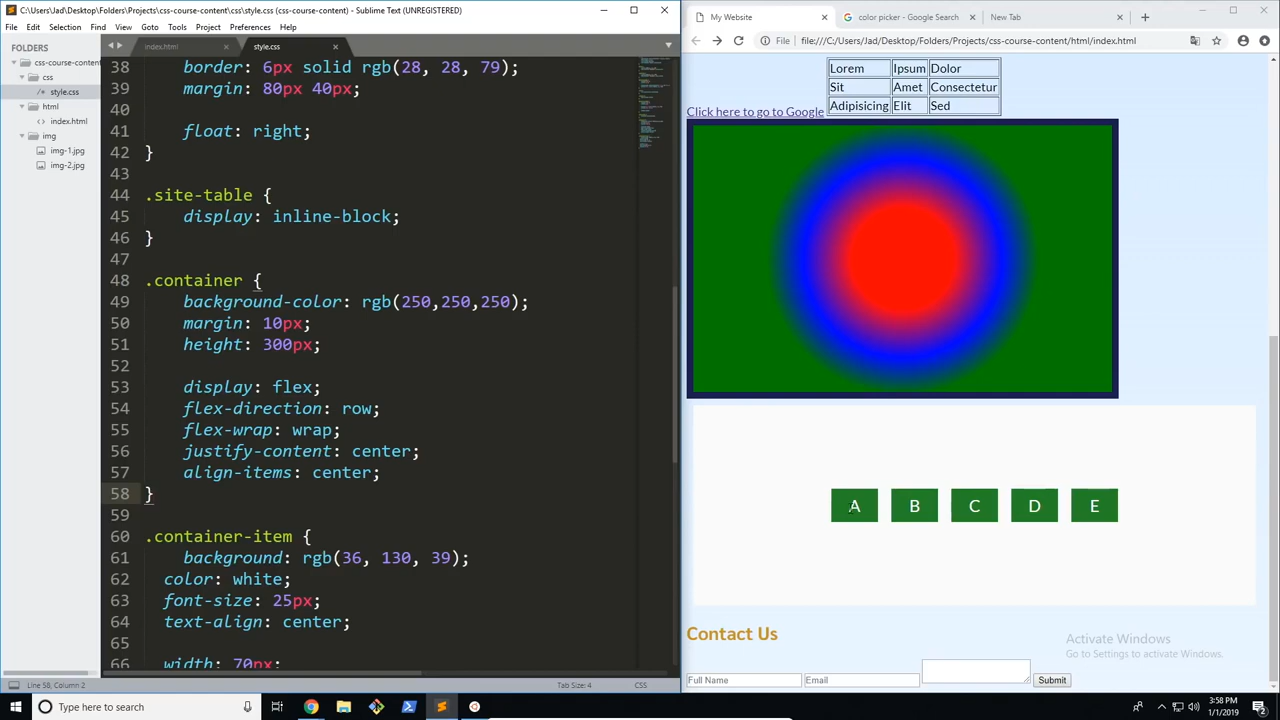 C:\Users\Jad\Desktop\Folders\Projects\css-course-content\css\style.css (css-course-content) - Sublime Text (UNREGISTERED)
File Edit Selection Find View Goto Tools Project Preferences Help
FOLDERS
css-course-content
css
style.css
html
index.html
img
img-1.jpg
img-2.jpg
index.html
style.css
38 border: 6px solid rgb(28, 28, 79);
39 margin: 80px 40px;
40
41 float: right;
42 }
43
44 .site-table {
45 display: inline-block;
46 }
47
48 .container {
49 background-color: rgb(250,250,250);
50 margin: 10px;
51 height: 300px;
52
53 display: flex;
54 flex-direction: row;
55 flex-wrap: wrap;
56 justify-content: center;
57 align-items: center;
58 }
59
60 .container-item {
61 background: rgb(36, 130, 39);
62 color: white;
63 font-size: 25px;
64 text-align: center;
65
66 width: 70px;
Line 58, Column 2
Tab Size: 4
CSS
My Website
color picker - Google Search
New Tab
File
file:///C:/Users/Jad/Desktop/Folders/Projects/css-course-content/html/index.html
Lorem Ipsum Dolor
Sit Amet Consectetur
Adipisicing Elit Sed
Click here to go to Google
A B C D E
Contact Us
Activate Windows
Go to Settings to activate Windows.
Full Name
Email
Submit
Type here to search
3:58 PM
1/1/2019
2